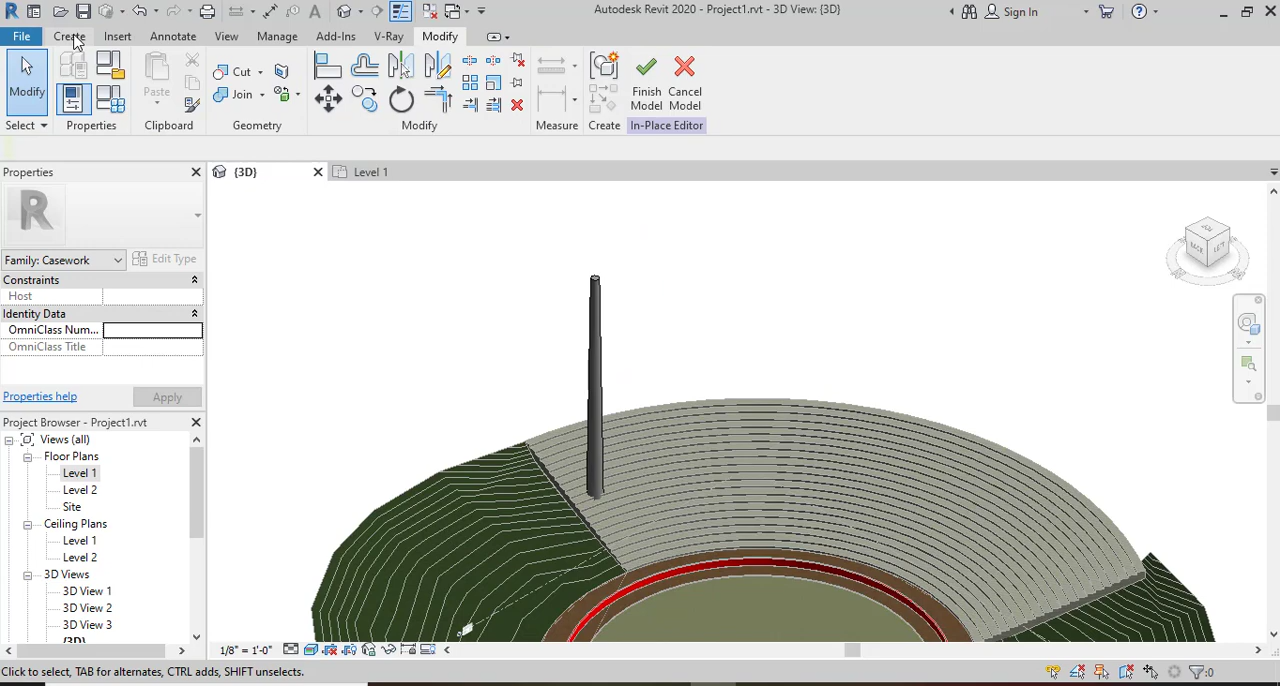 Autodesk Revit 2020 - Project1.rvt - 3D View: {3D}
Sign In
File
Create
Insert
Annotate
View
Manage
Add-Ins
V-Ray
Modify
Modify
Paste
Cut
Join
Finish
Model
Cancel
Model
Select
Properties
Clipboard
Geometry
Modify
Measure
Create
In-Place Editor
Properties
{3D}
Level 1
R
Family: Casework
Edit Type
Constraints
Host
Identity Data
OmniClass Num...
OmniClass Title
Properties help
Apply
Project Browser - Project1.rvt
Views (all)
Floor Plans
Level 1
Level 2
Site
Ceiling Plans
Level 1
Level 2
3D Views
3D View 1
3D View 2
3D View 3
{3D}
BACK
LEFT
1/8" = 1'-0"
Click to select, TAB for alternates, CTRL adds, SHIFT unselects.
:0